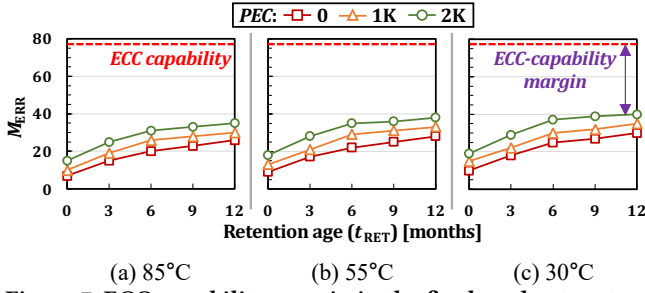 PEC: 0 1K 2K
80
60
40
20
0
M_ERR
ECC capability
ECC-capability
margin
0 3 6 9 12 0 3 6 9 12 0 3 6 9 12
Retention age (t_RET) [months]
(a) 85°C (b) 55°C (c) 30°C